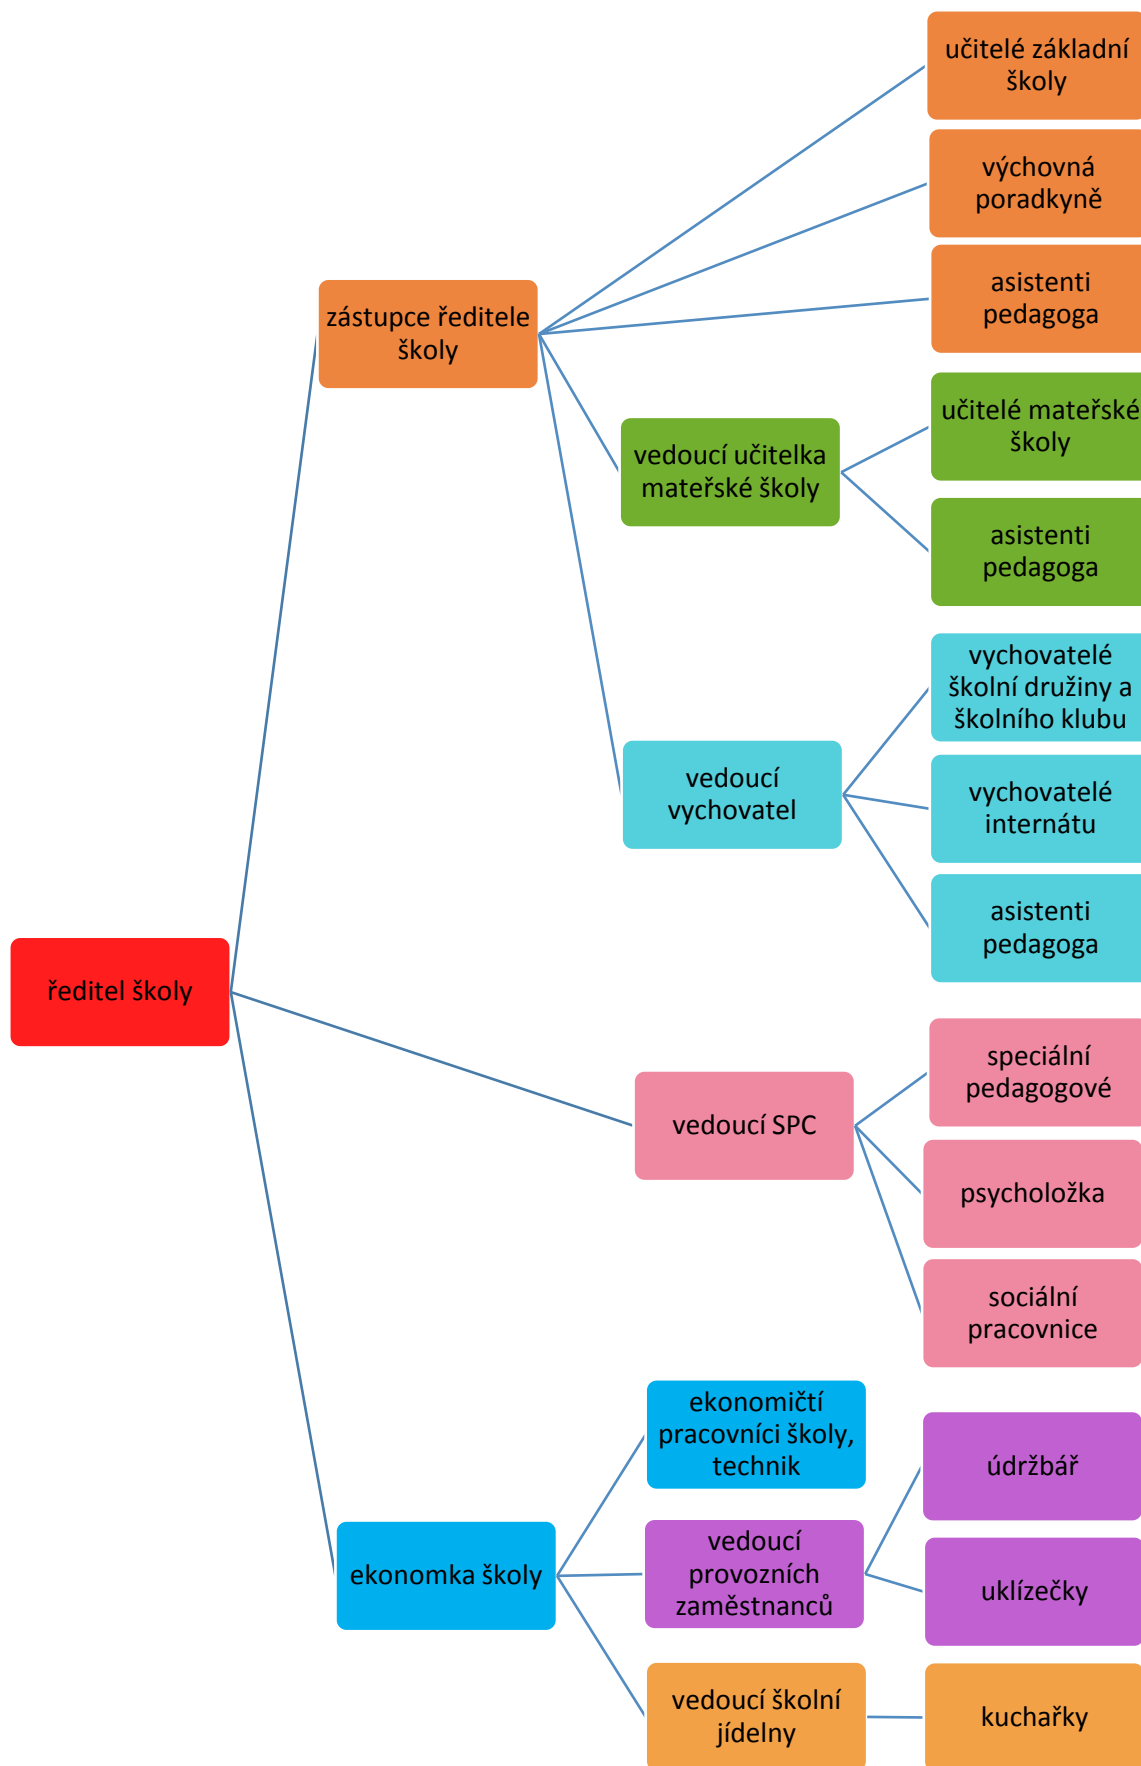 učitelé základní
školy
výchovná
poradkyně
asistenti
pedagoga
zástupce ředitele
školy
učitelé mateřské
školy
vedoucí učitelka
mateřské školy
asistenti
pedagoga
vychovatelé
školní družiny a
školního klubu
vedoucí
vychovatel
vychovatelé
internátu
asistenti
pedagoga
ředitel školy
speciální
pedagogové
vedoucí SPC
psycholožka
sociální
pracovnice
ekonomičtí
pracovníci školy,
technik
údržbář
ekonomka školy
vedoucí
provozních
zaměstnanců
uklízečky
vedoucí školní
jídelny
kuchařky